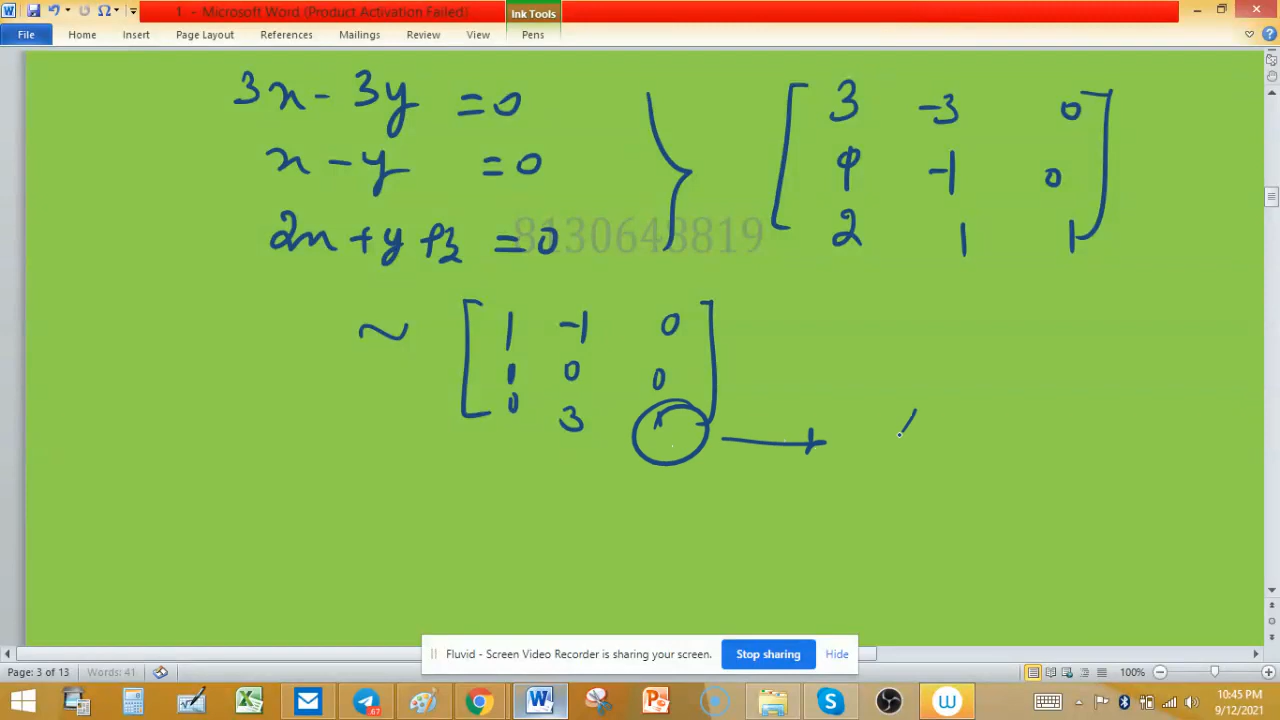 1 - Microsoft Word (Product Activation Failed)
Ink Tools
File Home Insert Page Layout References Mailings Review View Pens
3x - 3y = 0
x - y = 0
2x + y + z = 0
3 -3 0
1 -1 0
2 1 1
8130648819
~
1 -1 0
0 0
0 3
Fluvid - Screen Video Recorder is sharing your screen. Stop sharing Hide
Page: 3 of 13 Words: 41 100%
67
10:45 PM
9/12/2021